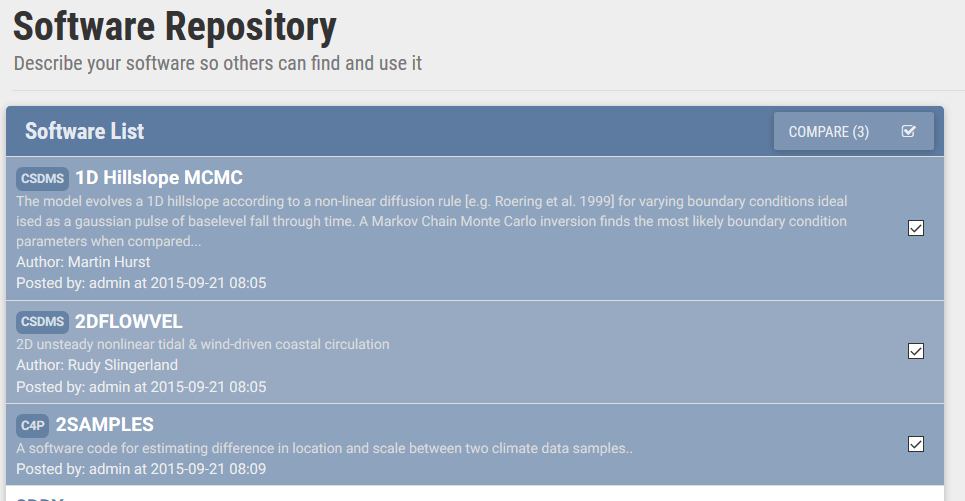 Software Repository
Describe your software so others can find and use it
Software List
COMPARE (3)
CSDMS 1D Hillslope MCMC
The model evolves a 1D hillslope according to a non-linear diffusion rule [e.g. Roering et al. 1999] for varying boundary conditions ideal
ised as a gaussian pulse of baselevel fall through time. A Markov Chain Monte Carlo inversion finds the most likely boundary condition
parameters when compared...
Author: Martin Hurst
Posted by: admin at 2015-09-21 08:05
CSDMS 2DFLOWVEL
2D unsteady nonlinear tidal & wind-driven coastal circulation
Author: Rudy Slingerland
Posted by: admin at 2015-09-21 08:05
C4P 2SAMPLES
A software code for estimating difference in location and scale between two climate data samples..
Posted by: admin at 2015-09-21 08:09